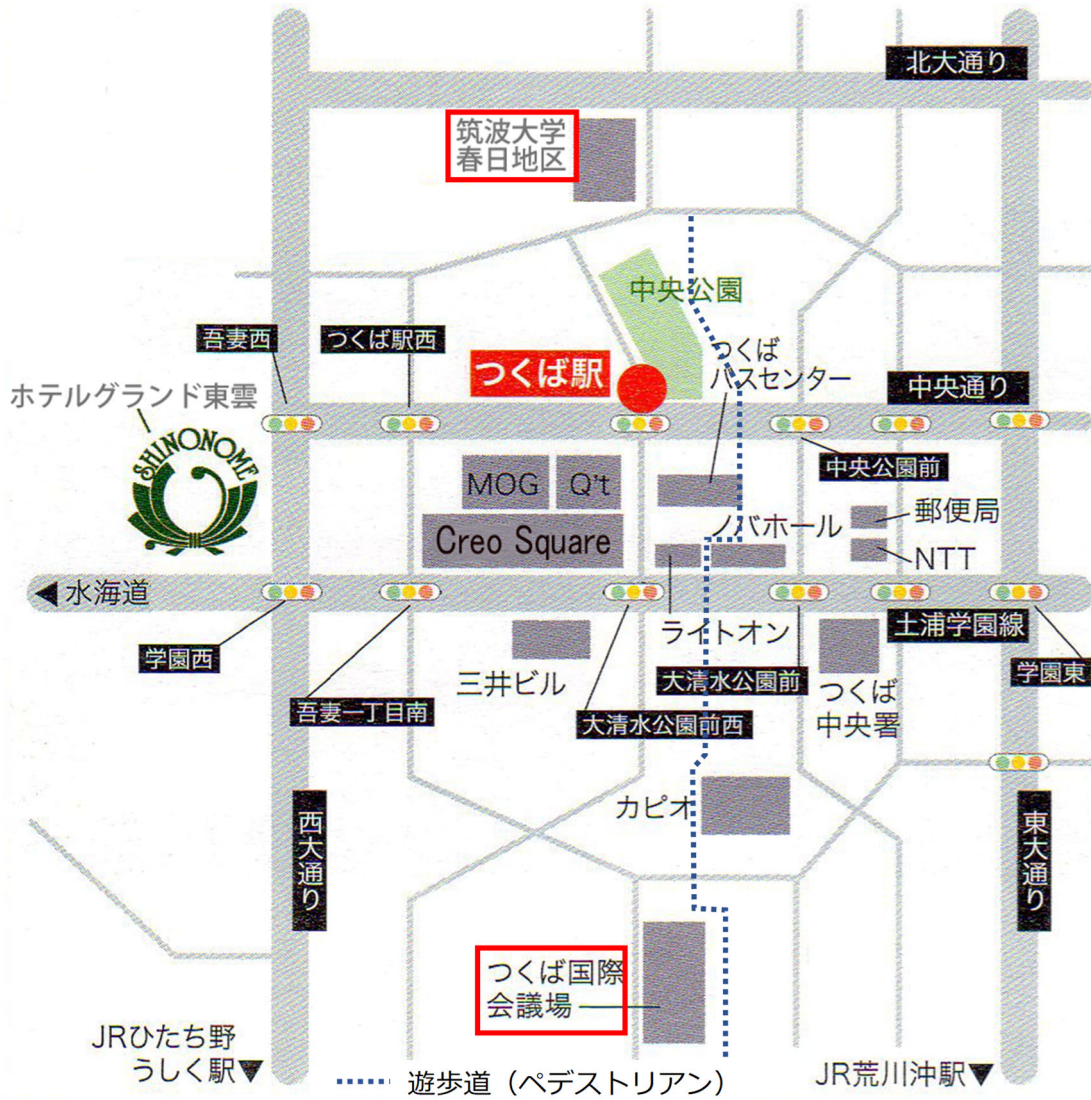 北大通り
筑波大学
春日地区
中央公園
吾妻西
つくば駅西
つくば駅
つくば
バスセンター
中央通り
ホテルグランド東雲
SHINONOME
中央公園前
MOG
Q't
Creo Square
ノバホール
郵便局
NTT
水海道
学園西
ライトオン
土浦学園線
三井ビル
大清水公園前
つくば
中央署
学園東
吾妻一丁目南
大清水公園前西
カピオ
西大通り
東大通り
つくば国際
会議場
JRひたち野
うしく駅▼
遊歩道（ペデストリアン）
JR荒川沖駅▼